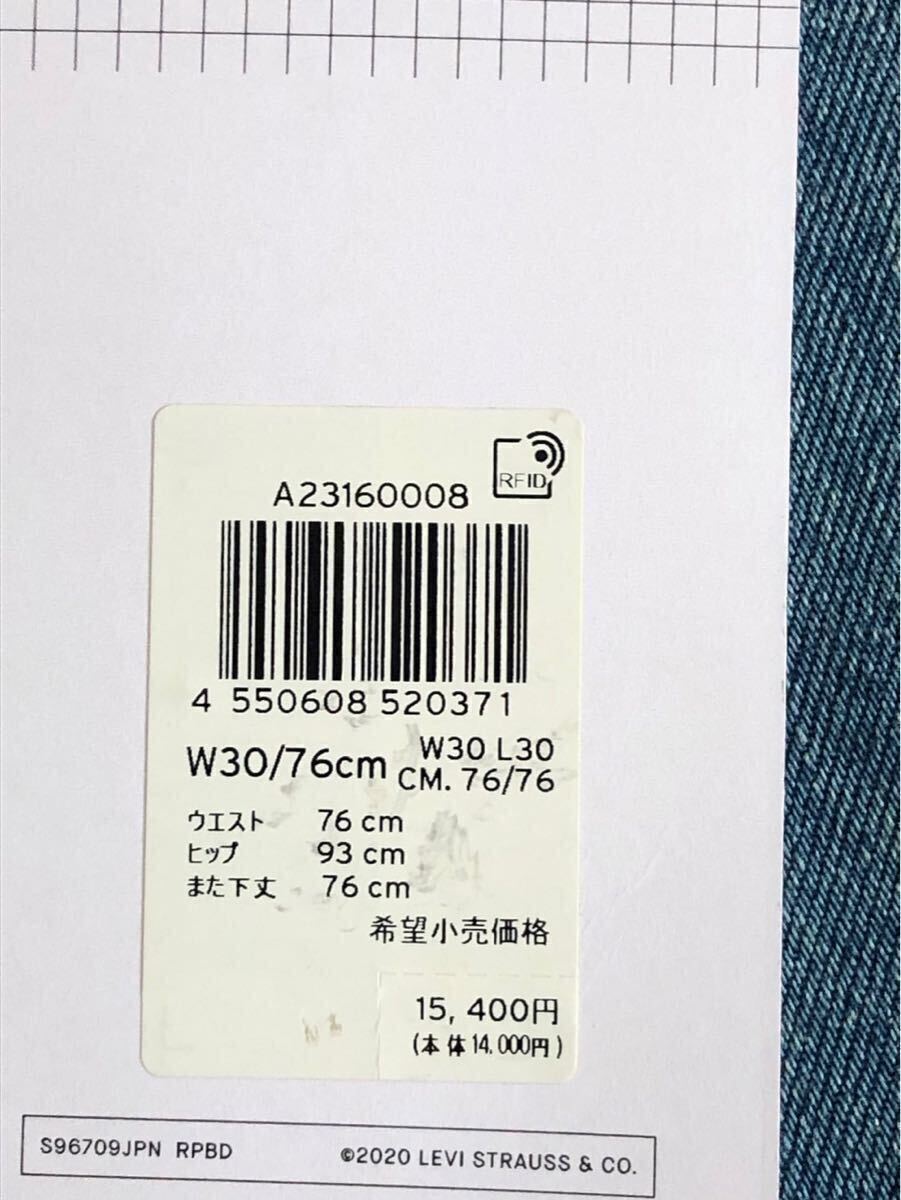 RFID
A23160008
4 550608 520371
W30/76cm W30 L30
CM. 76/76
ウエスト 76 cm
ヒップ 93 cm
また下丈 76 cm
希望小売価格
15,400円
(本体14.000円)
S96709JPN RPBD ©2020 LEVI STRAUSS & CO.